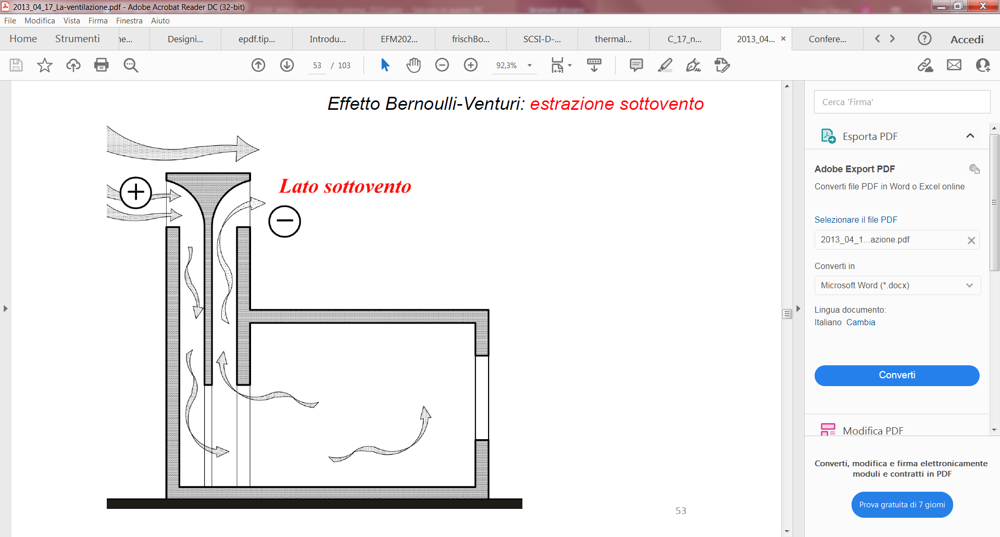 2013_04_17_La-ventilazione.pdf - Adobe Acrobat Reader DC (32-bit)
File Modifica Vista Firma Finestra Aiuto
Home Strumenti ıe... Designi... epdf.tip... Introdu... EFM202... frischBo... SCSI-D-... thermal... C_17_n... 2013_04... Confere... Accedi
53 / 103 92,3%
Effetto Bernoulli-Venturi: estrazione sottovento
+
Lato sottovento
−
53
Cerca 'Firma'
Esporta PDF
Adobe Export PDF
Converti file PDF in Word o Excel online
Selezionare il file PDF
2013_04_1...azione.pdf
Converti in
Microsoft Word (*.docx)
Lingua documento:
Italiano Cambia
Converti
Modifica PDF
Converti, modifica e firma elettronicamente
moduli e contratti in PDF
Prova gratuita di 7 giorni